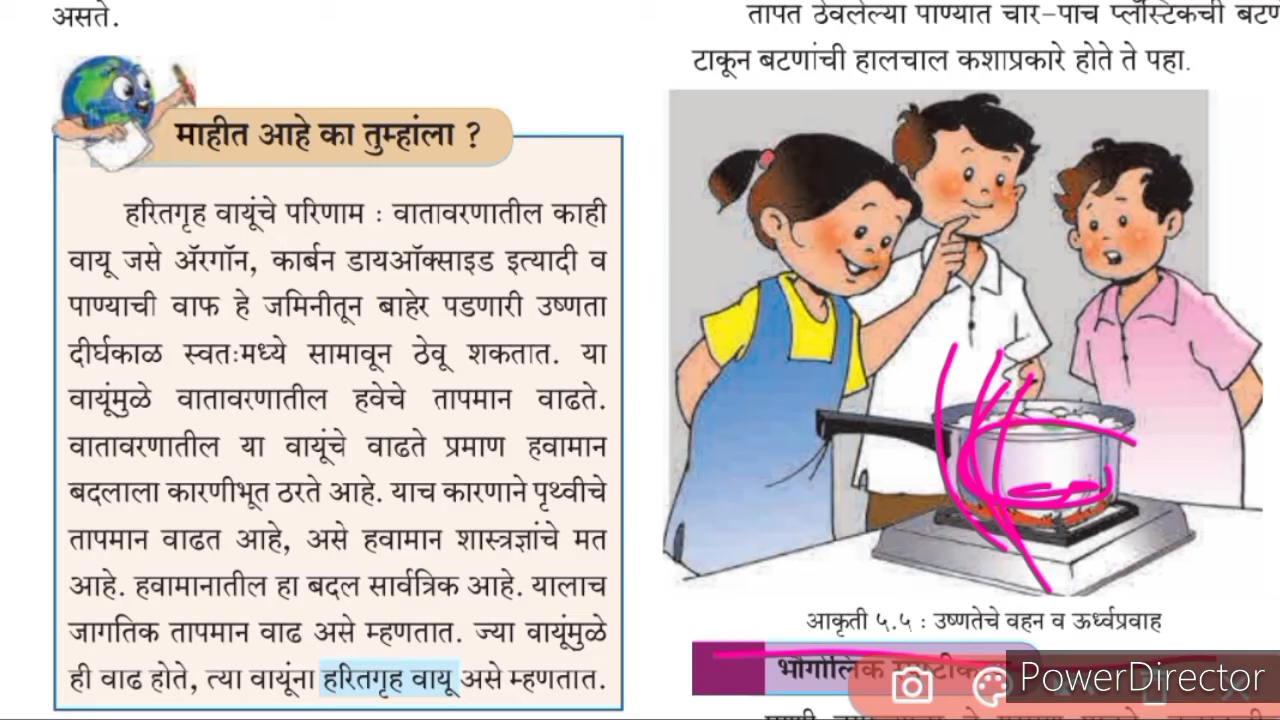 असते.
माहीत आहे का तुम्हांला ?
हरितगृह वायूंचे परिणाम : वातावरणातील काही
वायू जसे ॲरगॉन, कार्बन डायऑक्साइड इत्यादी व
पाण्याची वाफ हे जमिनीतून बाहेर पडणारी उष्णता
दीर्घकाळ स्वतःमध्ये सामावून ठेवू शकतात. या
वायूंमुळे वातावरणातील हवेचे तापमान वाढते.
वातावरणातील या वायूंचे वाढते प्रमाण हवामान
बदलाला कारणीभूत ठरते आहे. याच कारणाने पृथ्वीचे
तापमान वाढत आहे, असे हवामान शास्त्रज्ञांचे मत
आहे. हवामानातील हा बदल सार्वत्रिक आहे. यालाच
जागतिक तापमान वाढ असे म्हणतात. ज्या वायूंमुळे
ही वाढ होते, त्या वायूंना हरितगृह वायू असे म्हणतात.
तापत ठेवलेल्या पाण्यात चार-पाच प्लॅस्टिकची
टाकून बटणांची हालचाल कशाप्रकारे होते ते पहा.
आकृती ५.५ : उष्णतेचे वहन व ऊर्ध्वप्रवाह
भौगोलिक
PowerDirector